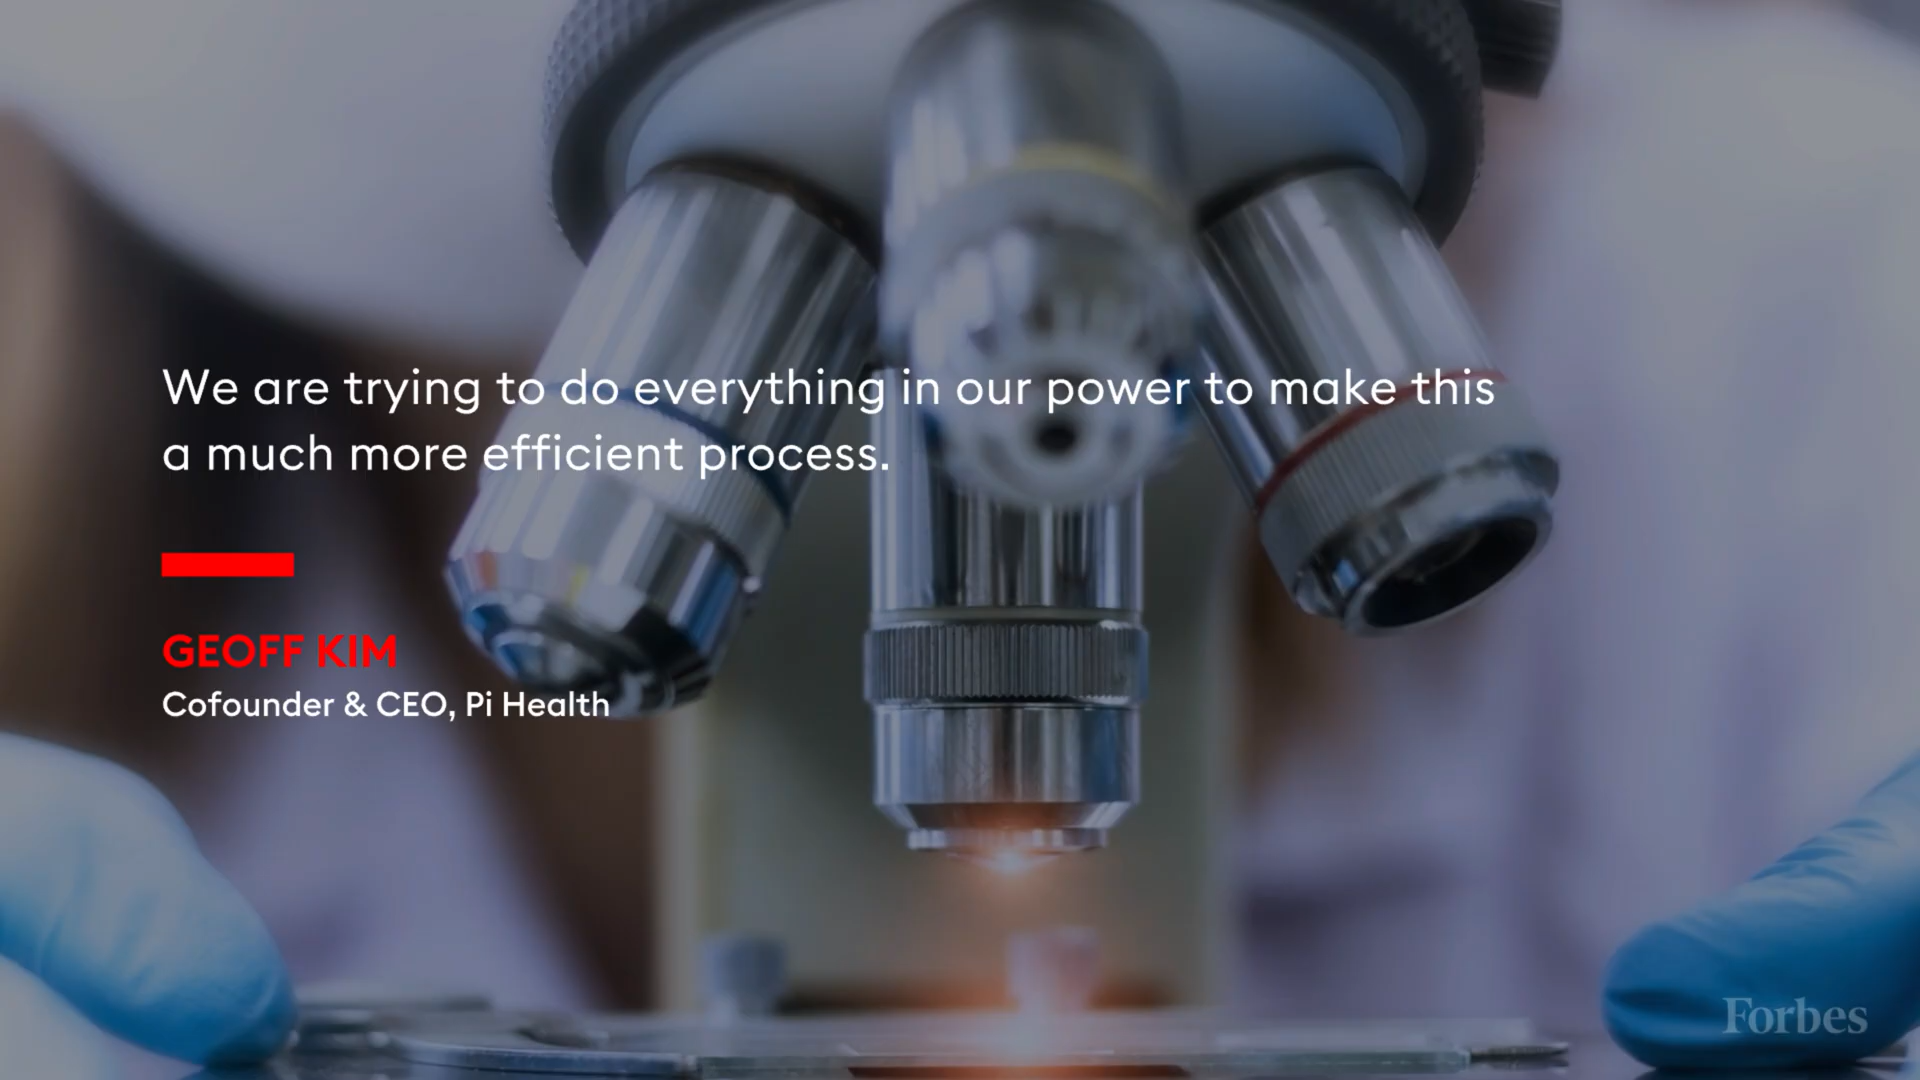 We are trying to do everything in our power to make this
a much more efficient process.
GEOFF KIM
Cofounder & CEO, Pi Health
Forbes